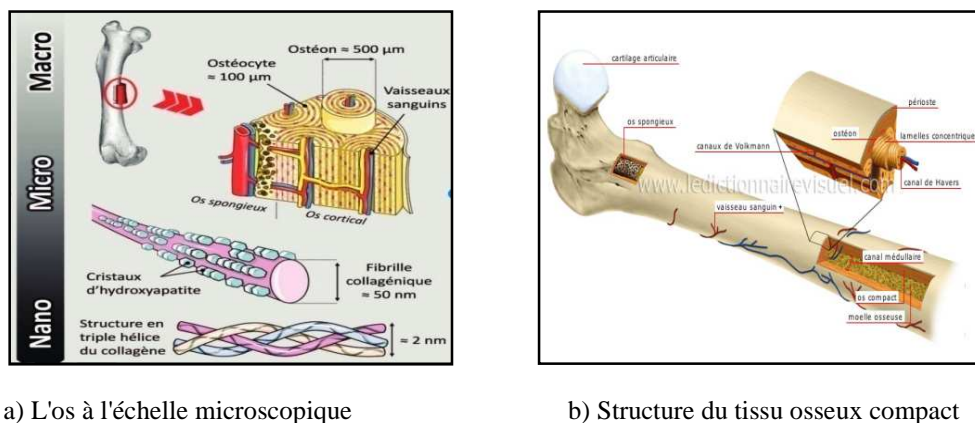 Macro
Micro
Nano
Ostéon ≈ 500 µm
Ostéocyte
≈ 100 µm
Vaisseaux
sanguins
Os spongieux
Os cortical
Cristaux
d'hydroxyapatite
Fibrille
collagénique
≈ 50 nm
Structure en
triple hélice
du collagène
≈ 2 nm
cartilage articulaire
os spongieux
périoste
ostéon
lamelles concentriques
canaux de Volkmann
canal de Havers
www.ledictionnairevisuel.com
vaisseau sanguin +
canal médullaire
os compact
moelle osseuse
a) L'os à l'échelle microscopique
b) Structure du tissu osseux compact